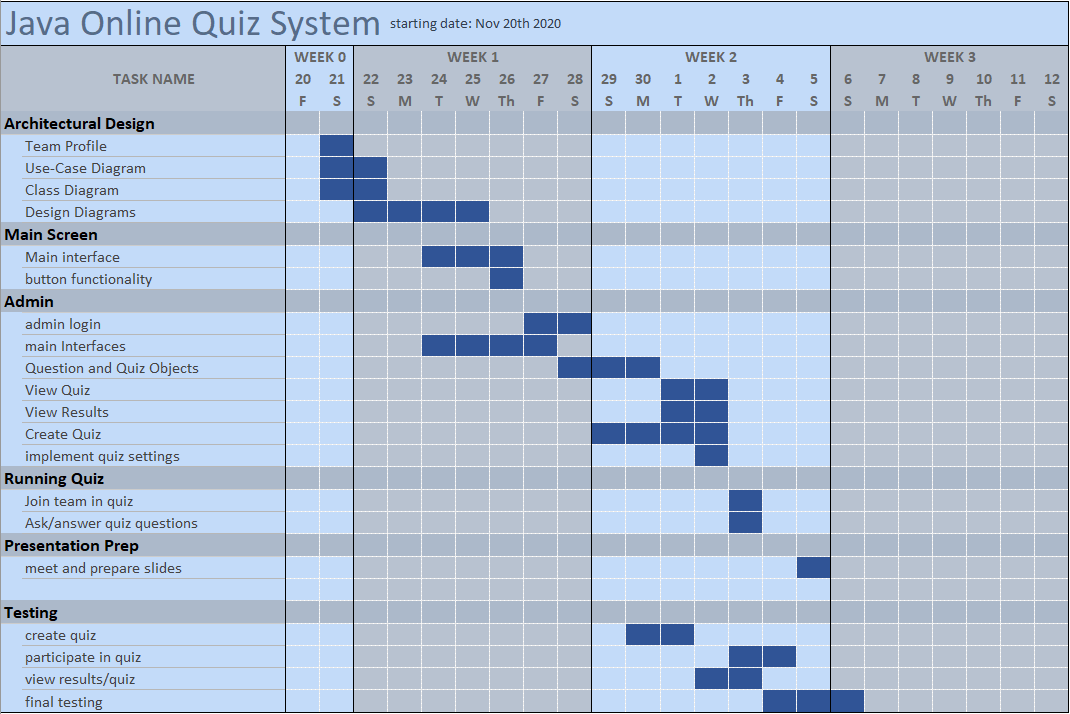 Java Online Quiz System starting date: Nov 20th 2020
WEEK 0 WEEK 1 WEEK 2 WEEK 3
TASK NAME 20 21 22 23 24 25 26 27 28 29 30 1 2 3 4 5 6 7 8 9 10 11 12
F S S M T W Th F S S M T W Th F S S M T W Th F S
Architectural Design
Team Profile
Use-Case Diagram
Class Diagram
Design Diagrams
Main Screen
Main interface
button functionality
Admin
admin login
main Interfaces
Question and Quiz Objects
View Quiz
View Results
Create Quiz
implement quiz settings
Running Quiz
Join team in quiz
Ask/answer quiz questions
Presentation Prep
meet and prepare slides
Testing
create quiz
participate in quiz
view results/quiz
final testing